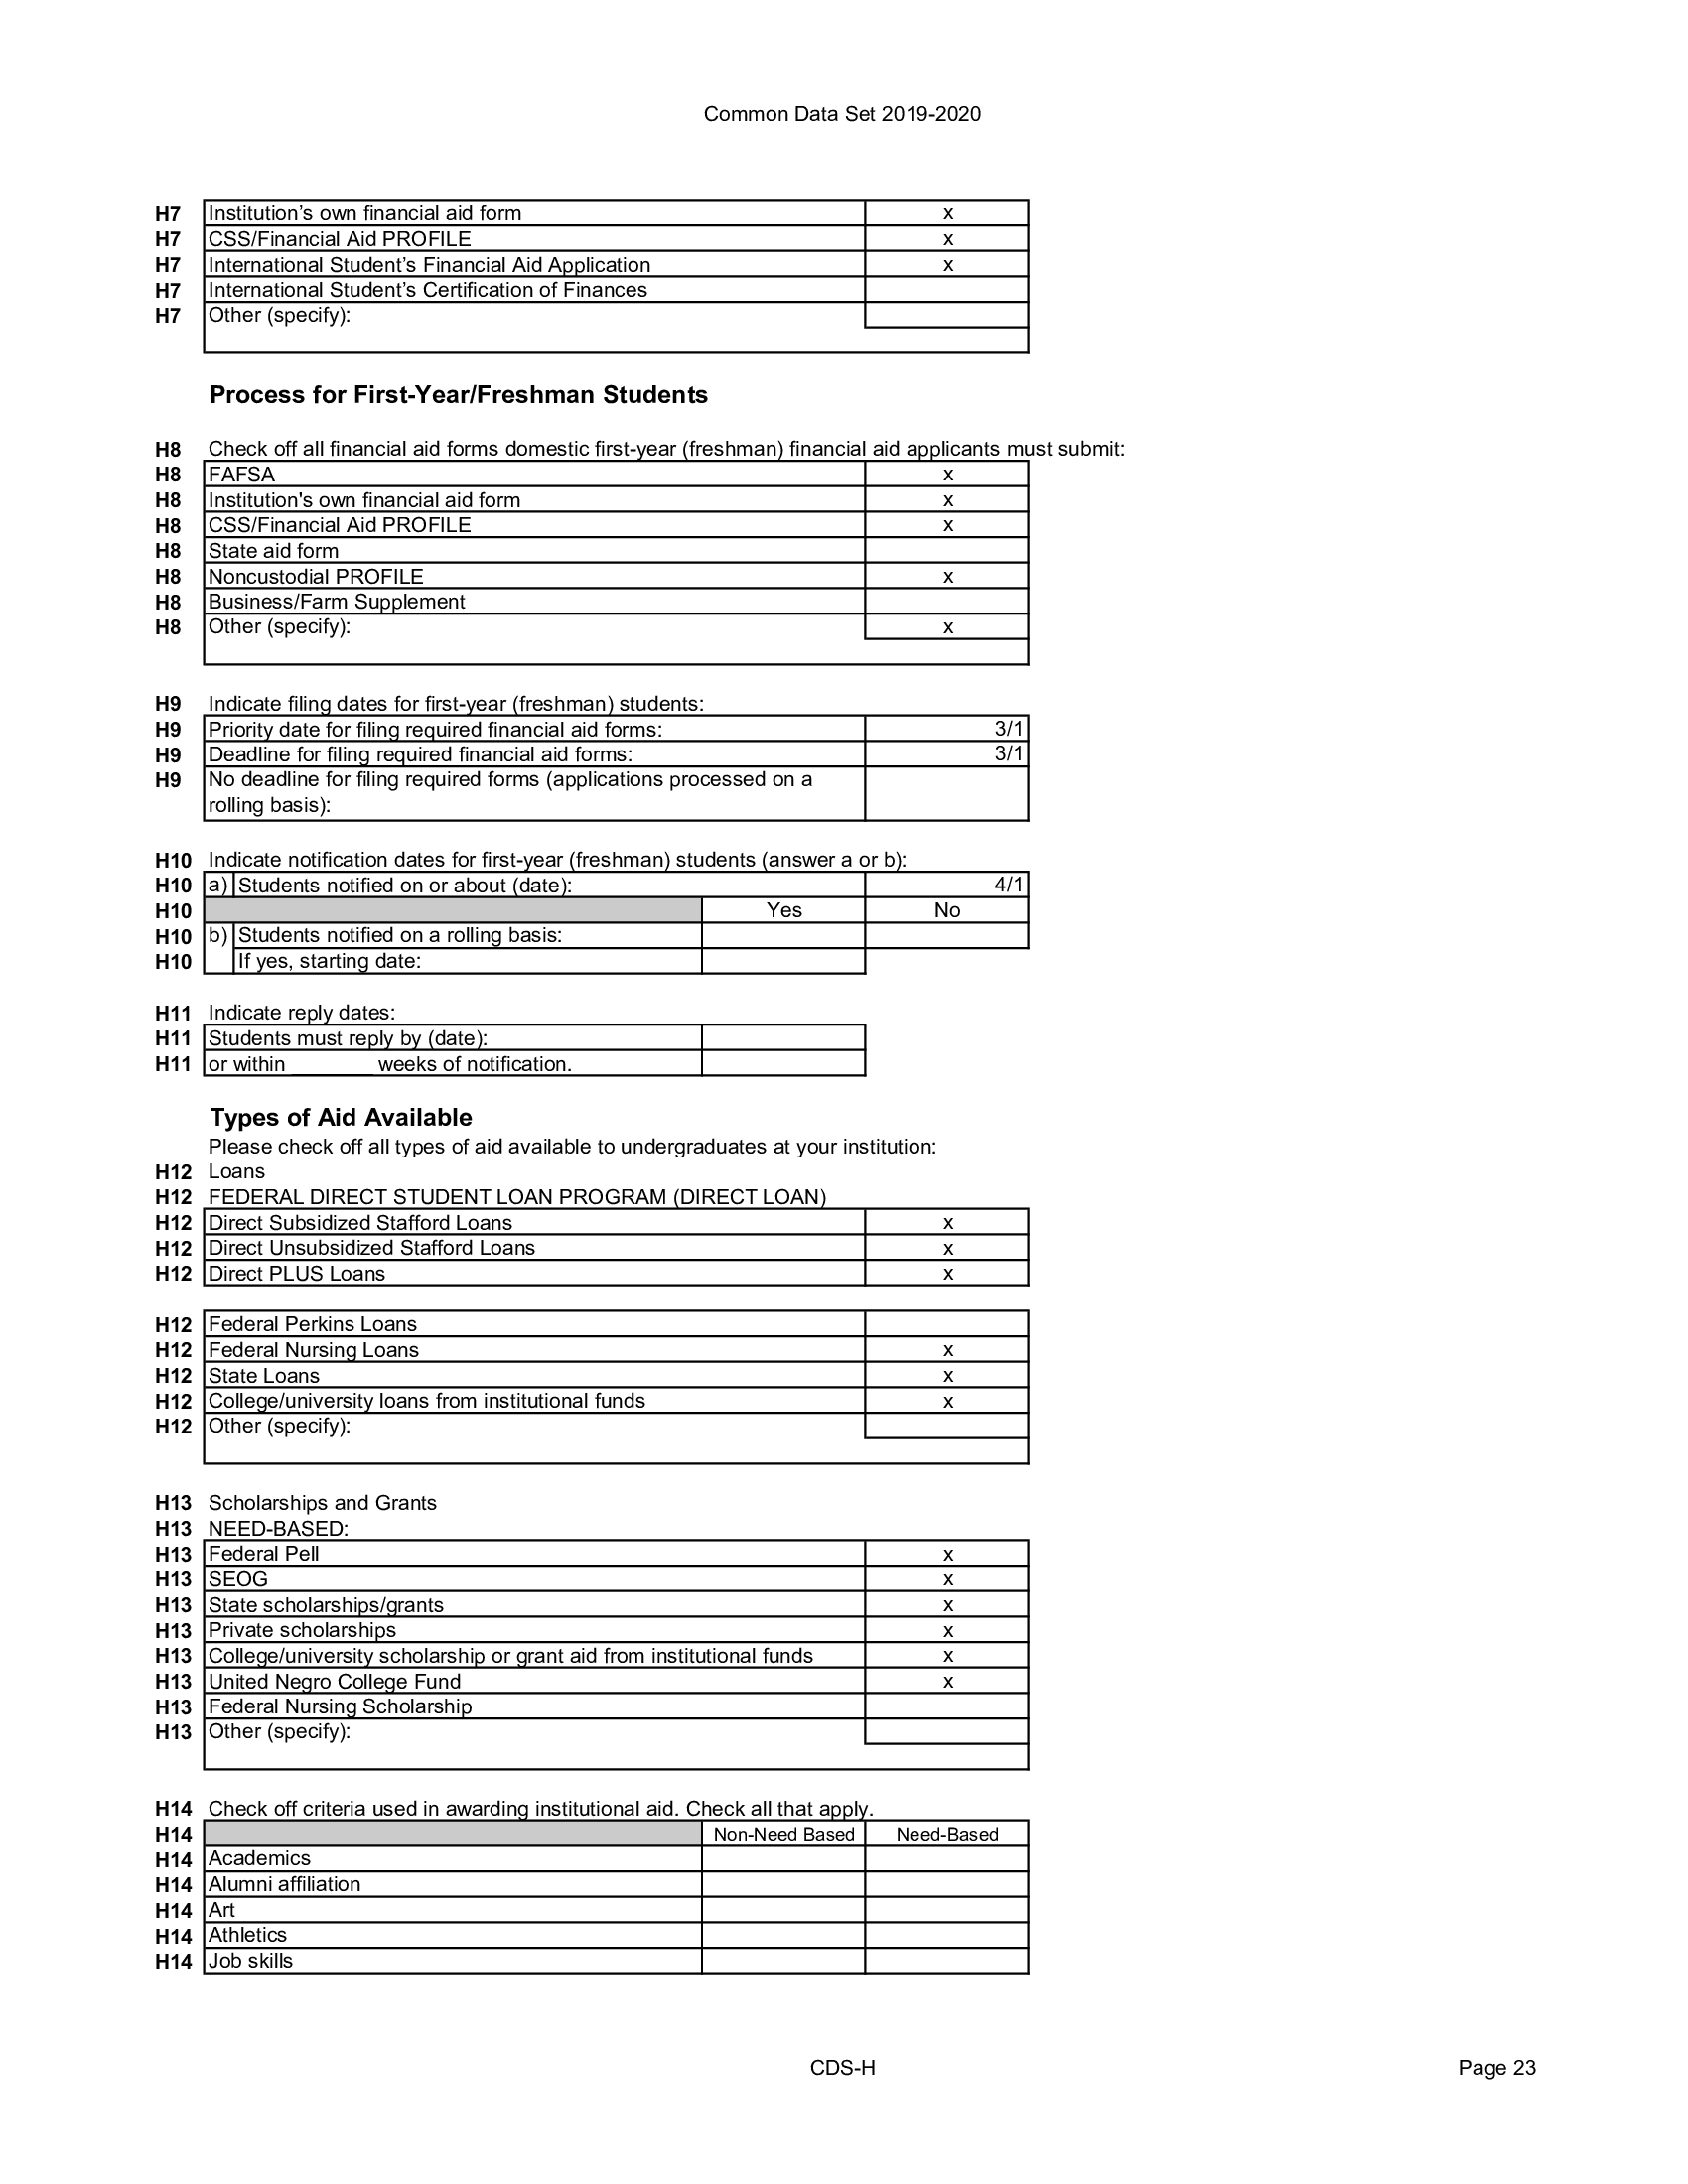 Common Data Set 2019-2020
H7 Institution’s own financial aid form x
H7 CSS/Financial Aid PROFILE x
H7 International Student’s Financial Aid Application x
H7 International Student’s Certification of Finances
H7 Other (specify):
Process for First-Year/Freshman Students
H8 Check off all financial aid forms domestic first-year (freshman) financial aid applicants must submit:
H8 FAFSA x
H8 Institution's own financial aid form x
H8 CSS/Financial Aid PROFILE x
H8 State aid form
H8 Noncustodial PROFILE x
H8 Business/Farm Supplement
H8 Other (specify): x
H9 Indicate filing dates for first-year (freshman) students:
H9 Priority date for filing required financial aid forms: 3/1
H9 Deadline for filing required financial aid forms: 3/1
H9 No deadline for filing required forms (applications processed on a
rolling basis):
H10 Indicate notification dates for first-year (freshman) students (answer a or b):
H10 a) Students notified on or about (date): 4/1
H10 Yes No
H10 b) Students notified on a rolling basis:
H10 If yes, starting date:
H11 Indicate reply dates:
H11 Students must reply by (date):
H11 or within _______ weeks of notification.
Types of Aid Available
Please check off all types of aid available to undergraduates at your institution:
H12 Loans
H12 FEDERAL DIRECT STUDENT LOAN PROGRAM (DIRECT LOAN)
H12 Direct Subsidized Stafford Loans x
H12 Direct Unsubsidized Stafford Loans x
H12 Direct PLUS Loans x
H12 Federal Perkins Loans
H12 Federal Nursing Loans x
H12 State Loans x
H12 College/university loans from institutional funds x
H12 Other (specify):
H13 Scholarships and Grants
H13 NEED-BASED:
H13 Federal Pell x
H13 SEOG x
H13 State scholarships/grants x
H13 Private scholarships x
H13 College/university scholarship or grant aid from institutional funds x
H13 United Negro College Fund x
H13 Federal Nursing Scholarship
H13 Other (specify):
H14 Check off criteria used in awarding institutional aid. Check all that apply.
H14 Non-Need Based Need-Based
H14 Academics
H14 Alumni affiliation
H14 Art
H14 Athletics
H14 Job skills
CDS-H Page 23